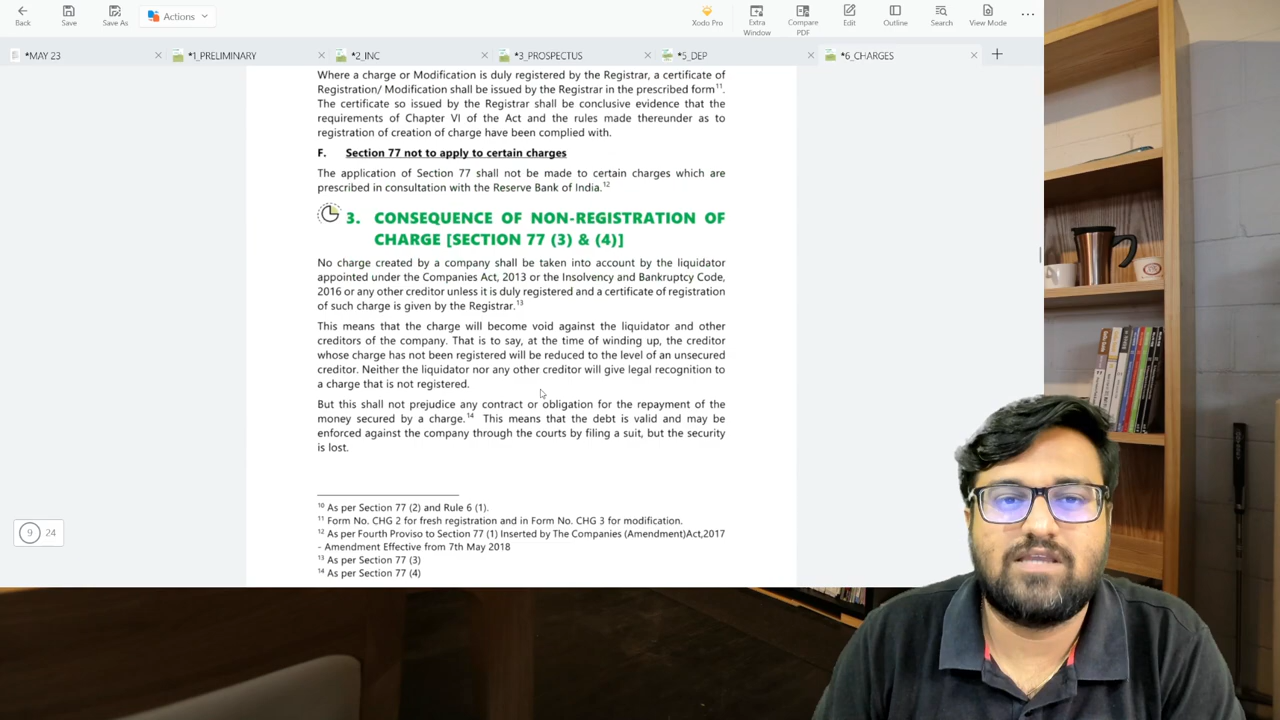 Back
Save
Save As
Actions
Xodo Pro
Extra Window
Compare PDF
Edit
Outline
Search
View Mode
*MAY 23
*1_PRELIMINARY
*2_INC
*3_PROSPECTUS
*5_DEP
*6_CHARGES
Where a charge or Modification is duly registered by the Registrar, a certificate of
Registration/ Modification shall be issued by the Registrar in the prescribed form11.
The certificate so issued by the Registrar shall be conclusive evidence that the
requirements of Chapter VI of the Act and the rules made thereunder as to
registration of creation of charge have been complied with.
F. Section 77 not to apply to certain charges
The application of Section 77 shall not be made to certain charges which are
prescribed in consultation with the Reserve Bank of India.12
3. CONSEQUENCE OF NON-REGISTRATION OF
CHARGE [SECTION 77 (3) & (4)]
No charge created by a company shall be taken into account by the liquidator
appointed under the Companies Act, 2013 or the Insolvency and Bankruptcy Code,
2016 or any other creditor unless it is duly registered and a certificate of registration
of such charge is given by the Registrar.13
This means that the charge will become void against the liquidator and other
creditors of the company. That is to say, at the time of winding up, the creditor
whose charge has not been registered will be reduced to the level of an unsecured
creditor. Neither the liquidator nor any other creditor will give legal recognition to
a charge that is not registered.
But this shall not prejudice any contract or obligation for the repayment of the
money secured by a charge.14 This means that the debt is valid and may be
enforced against the company through the courts by filing a suit, but the security
is lost.
10 As per Section 77 (2) and Rule 6 (1).
11 Form No. CHG 2 for fresh registration and in Form No. CHG 3 for modification.
12 As per Fourth Proviso to Section 77 (1) Inserted by The Companies (Amendment)Act,2017
- Amendment Effective from 7th May 2018
13 As per Section 77 (3)
14 As per Section 77 (4)
9 24